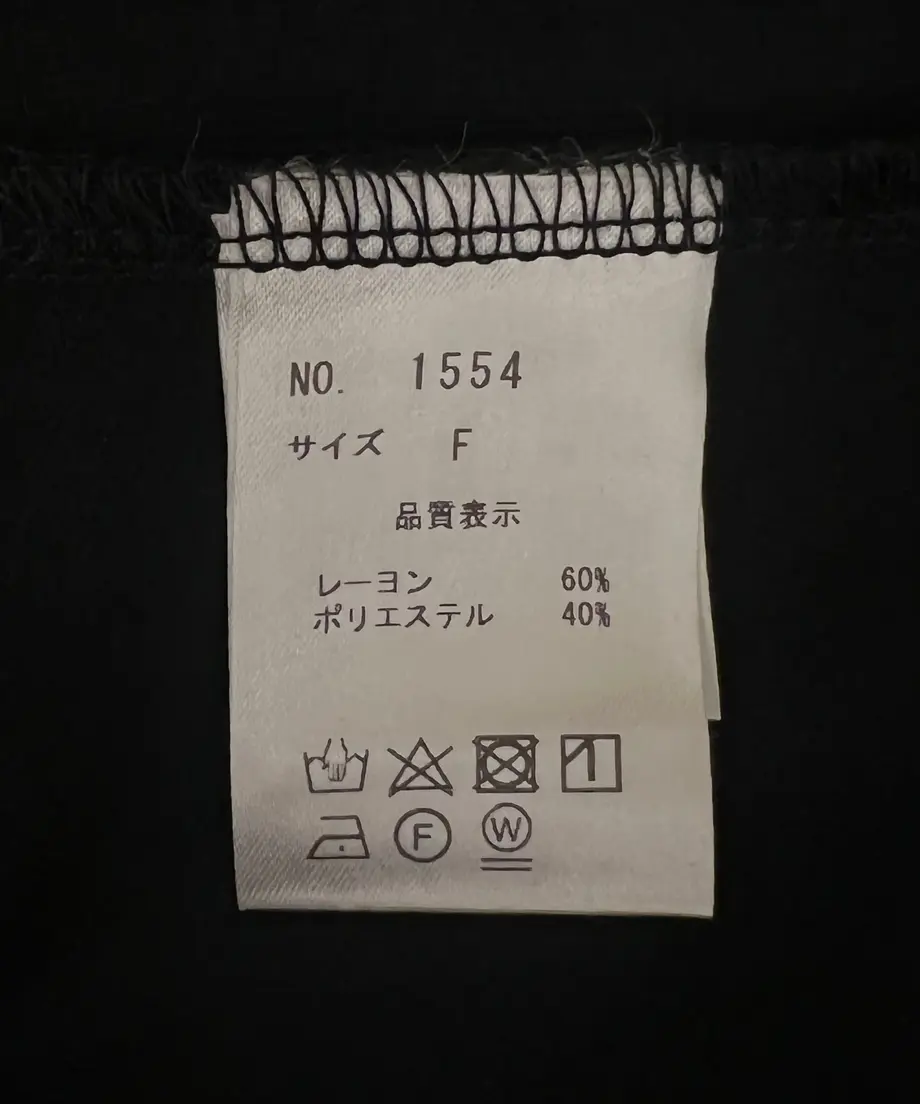 NO. 1554
サイズ F
品質表示
レーヨン 60%
ポリエステル 40%
F W